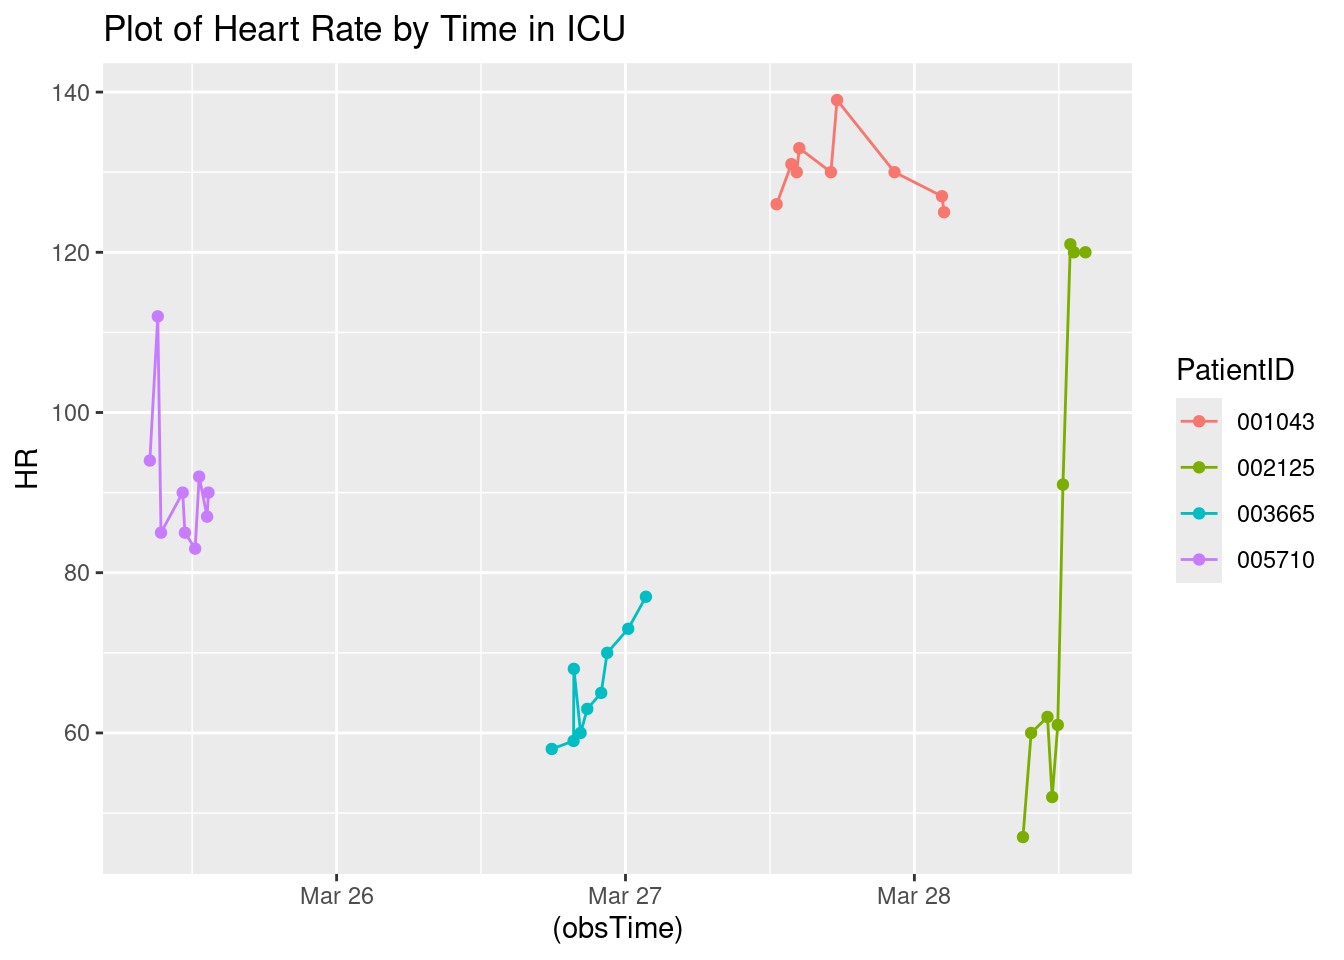 Plot of Heart Rate by Time in ICU
140
120
100
80
60
HR
Mar 26
Mar 27
Mar 28
(obsTime)
PatientID
001043
002125
003665
005710